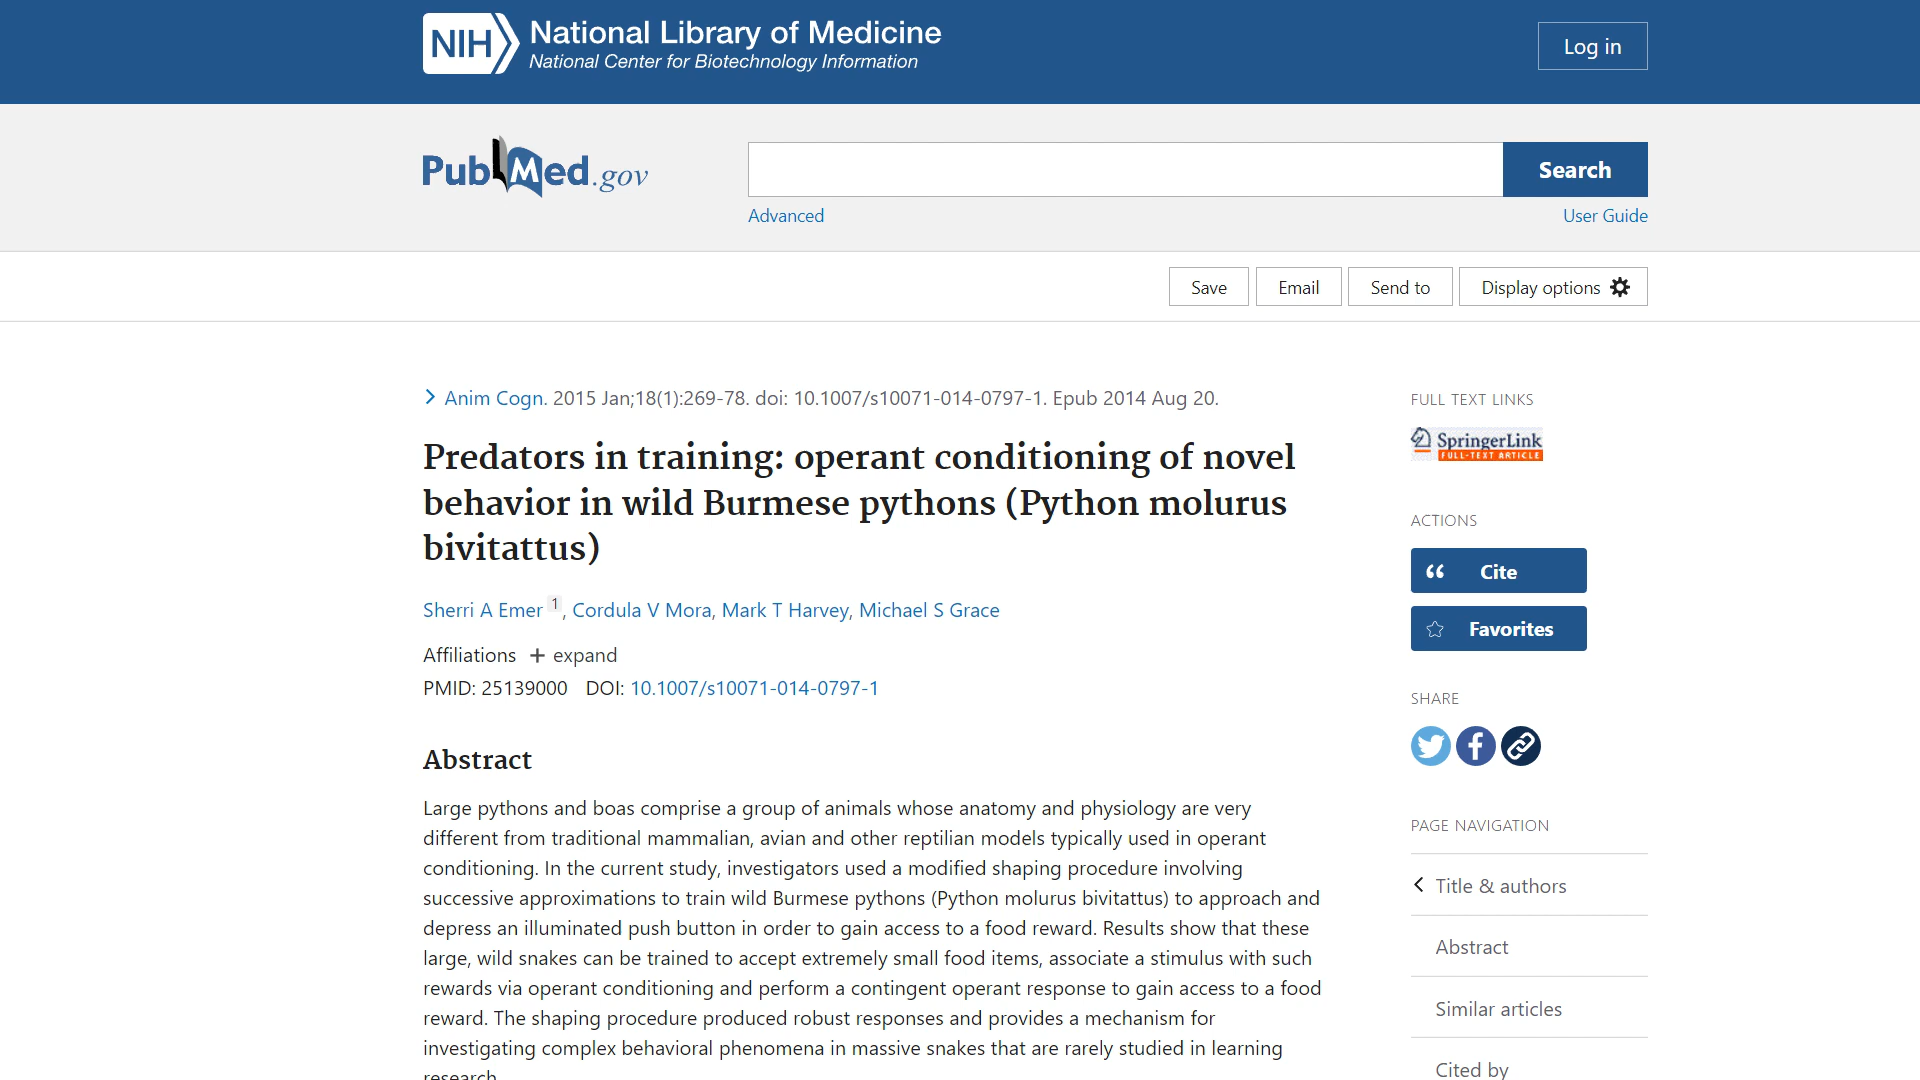 NIH National Library of Medicine
National Center for Biotechnology Information
Log in
PubMed.gov
Search
Advanced
User Guide
Save
Email
Send to
Display options
Anim Cogn. 2015 Jan;18(1):269-78. doi: 10.1007/s10071-014-0797-1. Epub 2014 Aug 20.
Predators in training: operant conditioning of novel
behavior in wild Burmese pythons (Python molurus
bivitattus)
Sherri A Emer 1, Cordula V Mora, Mark T Harvey, Michael S Grace
Affiliations + expand
PMID: 25139000 DOI: 10.1007/s10071-014-0797-1
Abstract
Large pythons and boas comprise a group of animals whose anatomy and physiology are very
different from traditional mammalian, avian and other reptilian models typically used in operant
conditioning. In the current study, investigators used a modified shaping procedure involving
successive approximations to train wild Burmese pythons (Python molurus bivitattus) to approach and
depress an illuminated push button in order to gain access to a food reward. Results show that these
large, wild snakes can be trained to accept extremely small food items, associate a stimulus with such
rewards via operant conditioning and perform a contingent operant response to gain access to a food
reward. The shaping procedure produced robust responses and provides a mechanism for
investigating complex behavioral phenomena in massive snakes that are rarely studied in learning
research.
FULL TEXT LINKS
SpringerLink
FULL-TEXT ARTICLE
ACTIONS
Cite
Favorites
SHARE
PAGE NAVIGATION
Title & authors
Abstract
Similar articles
Cited by